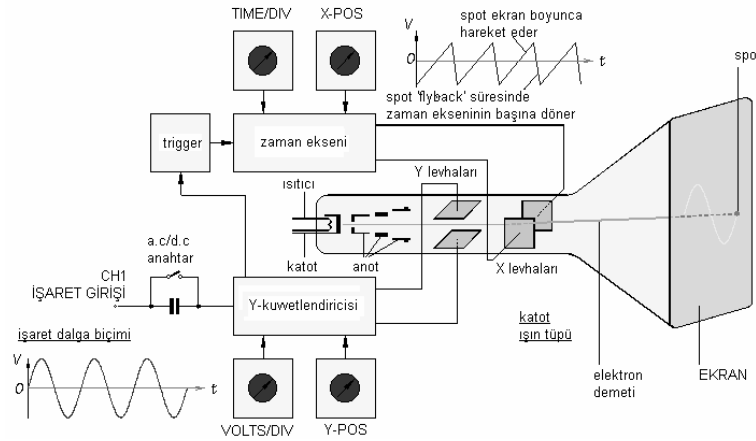 TIME/DIV
X-POS
V
O
t
spot ekran boyunca
hareket eder
spot 'flyback' süresinde
zaman ekseninin başına döner
spo
trigger
zaman ekseni
ısıtıcı
katot
anot
Y levhaları
X levhaları
a.c/d.c
anahtar
CH1
İŞARET GİRİŞİ
Y-kuwetlendiricisi
işaret dalga biçimi
V
O
t
VOLTS/DIV
Y-POS
katot
ışın tüpü
elektron
demeti
EKRAN